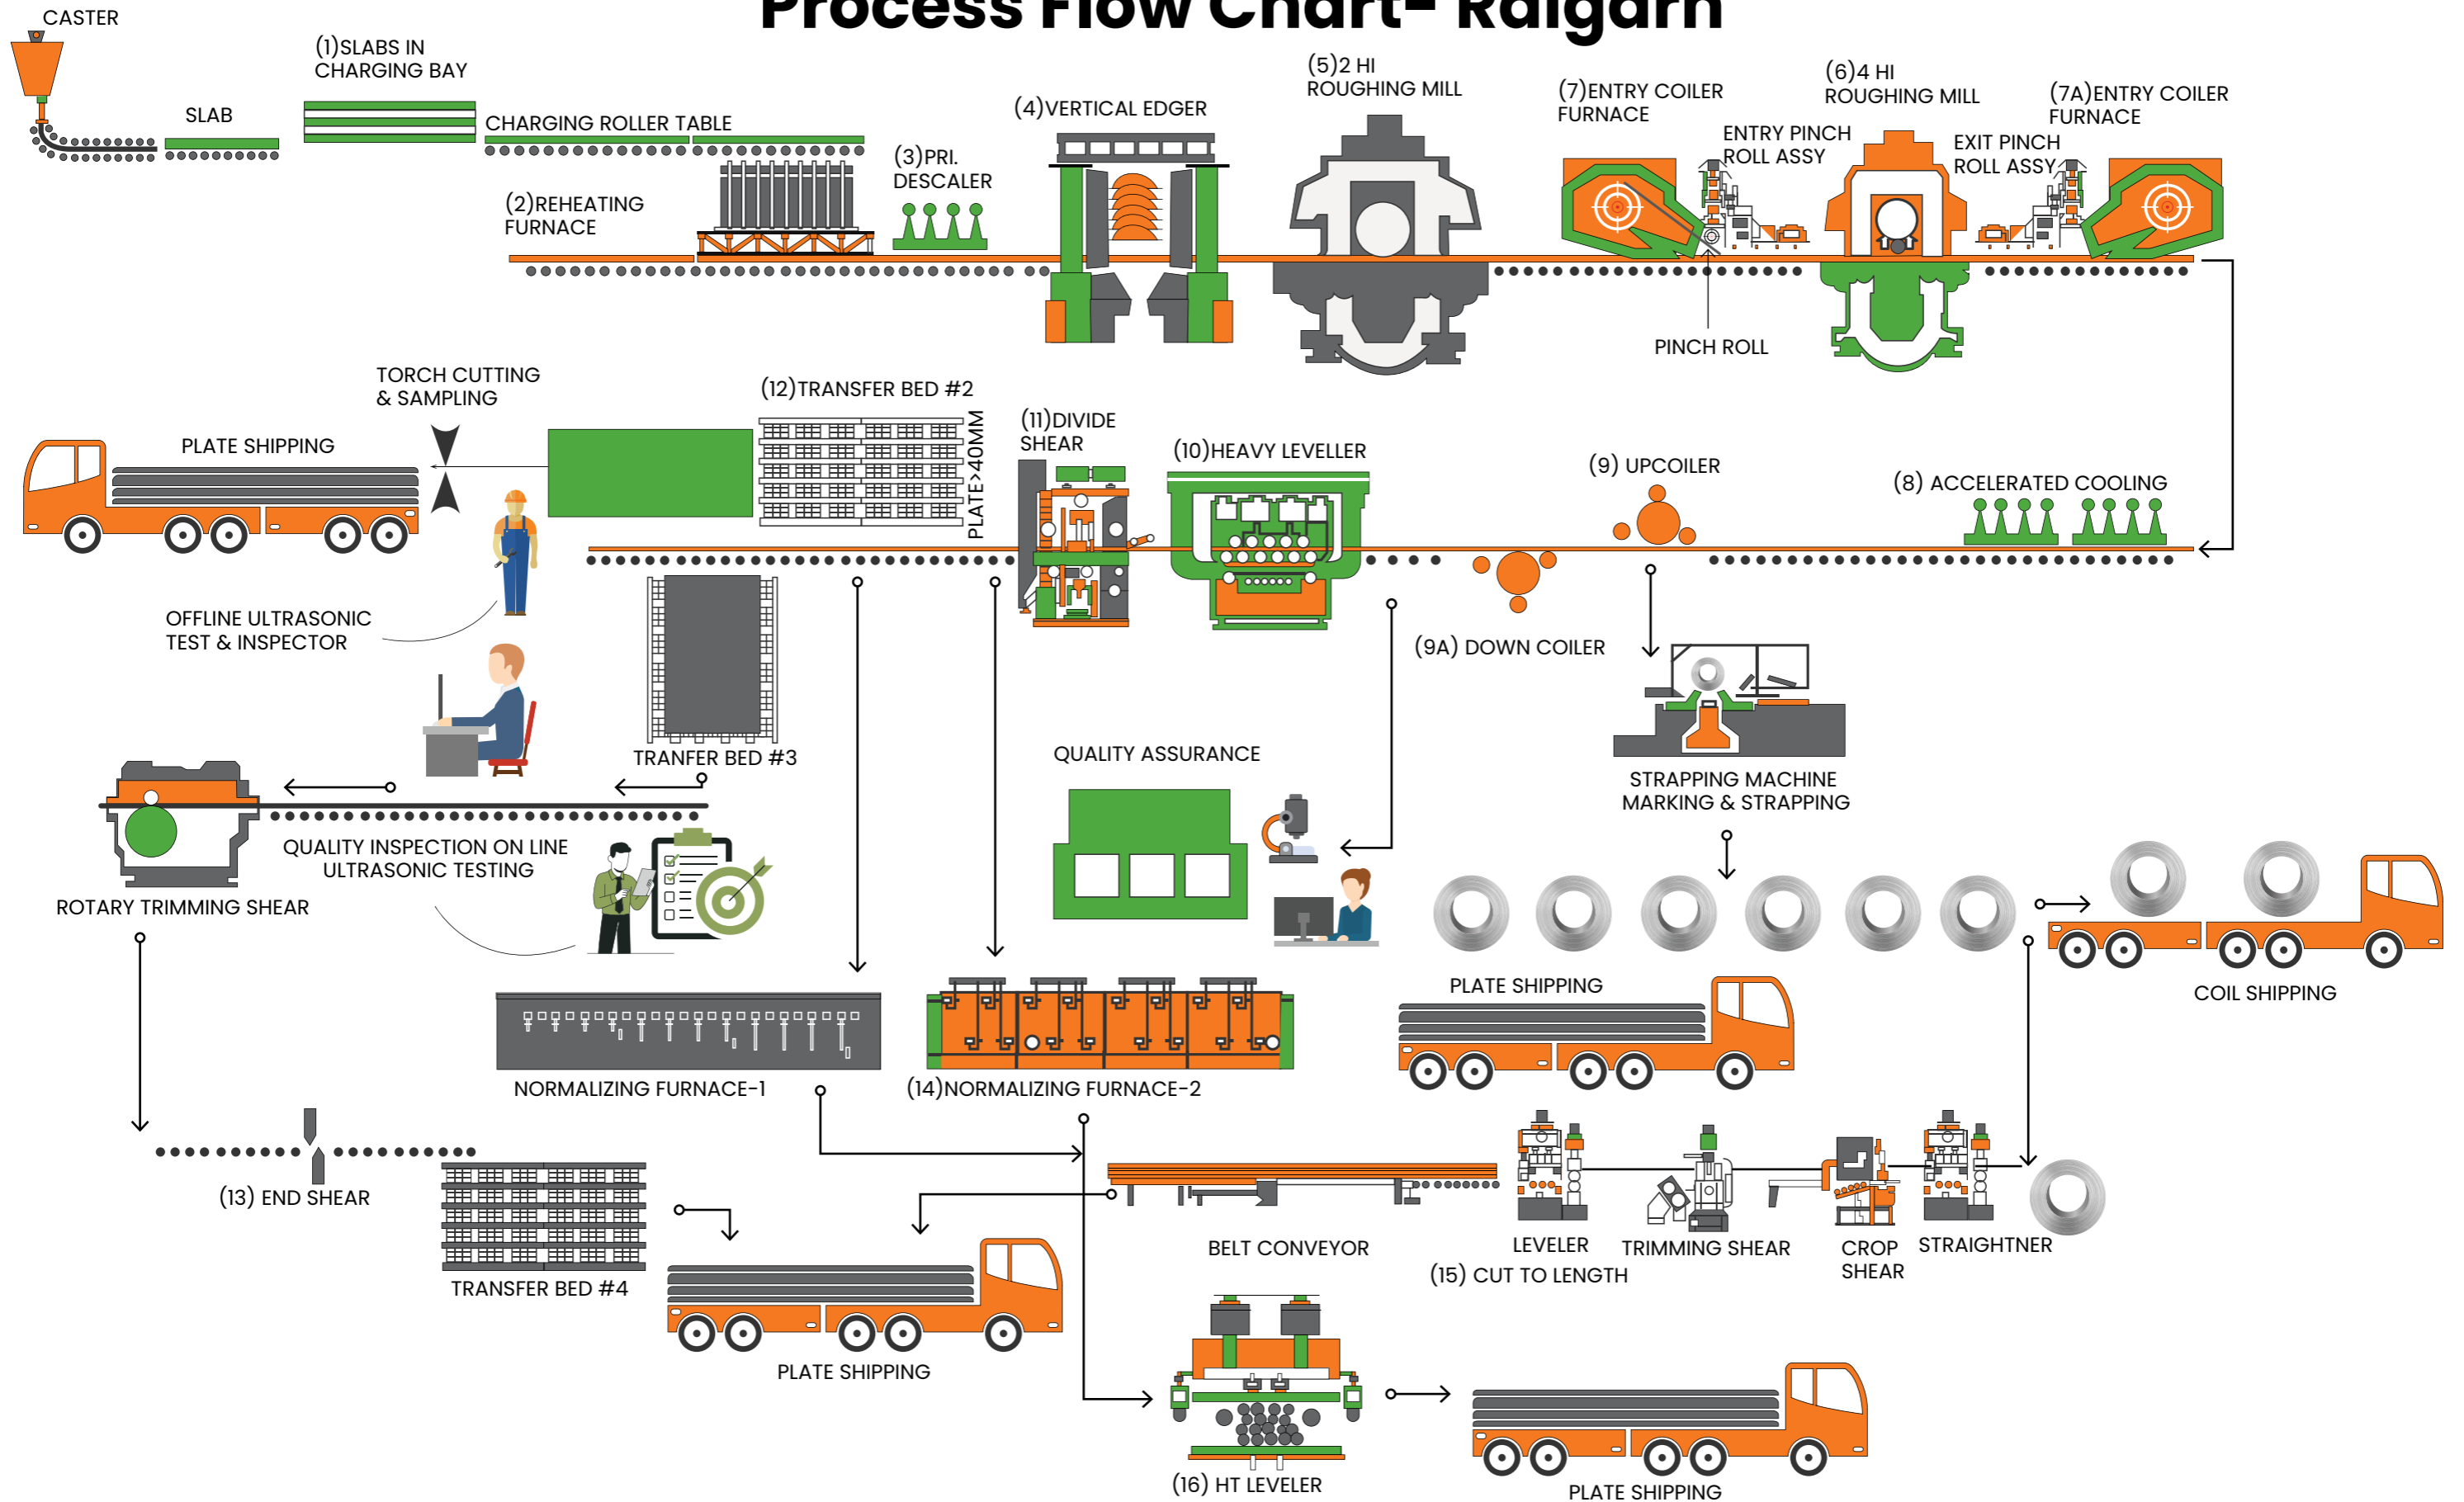 Process Flow Chart- Raigarh
CASTER
(1)SLABS IN
CHARGING BAY
SLAB
CHARGING ROLLER TABLE
(2)REHEATING
FURNACE
(3)PRI.
DESCALER
(4)VERTICAL EDGER
(5)2 HI
ROUGHING MILL
(7)ENTRY COILER
FURNACE
ENTRY PINCH
ROLL ASSY
PINCH ROLL
(6)4 HI
ROUGHING MILL
EXIT PINCH
ROLL ASSY
(7A)ENTRY COILER
FURNACE
TORCH CUTTING
& SAMPLING
PLATE SHIPPING
(12)TRANSFER BED #2
PLATE>40MM
(11)DIVIDE
SHEAR
(10)HEAVY LEVELLER
(9) UPCOILER
(8) ACCELERATED COOLING
OFFLINE ULTRASONIC
TEST & INSPECTOR
(9A) DOWN COILER
TRANFER BED #3
QUALITY ASSURANCE
STRAPPING MACHINE
MARKING & STRAPPING
QUALITY INSPECTION ON LINE
ULTRASONIC TESTING
ROTARY TRIMMING SHEAR
PLATE SHIPPING
COIL SHIPPING
NORMALIZING FURNACE-1
(14)NORMALIZING FURNACE-2
(13) END SHEAR
TRANSFER BED #4
BELT CONVEYOR
LEVELER
TRIMMING SHEAR
CROP
SHEAR
STRAIGHTNER
(15) CUT TO LENGTH
PLATE SHIPPING
(16) HT LEVELER
PLATE SHIPPING